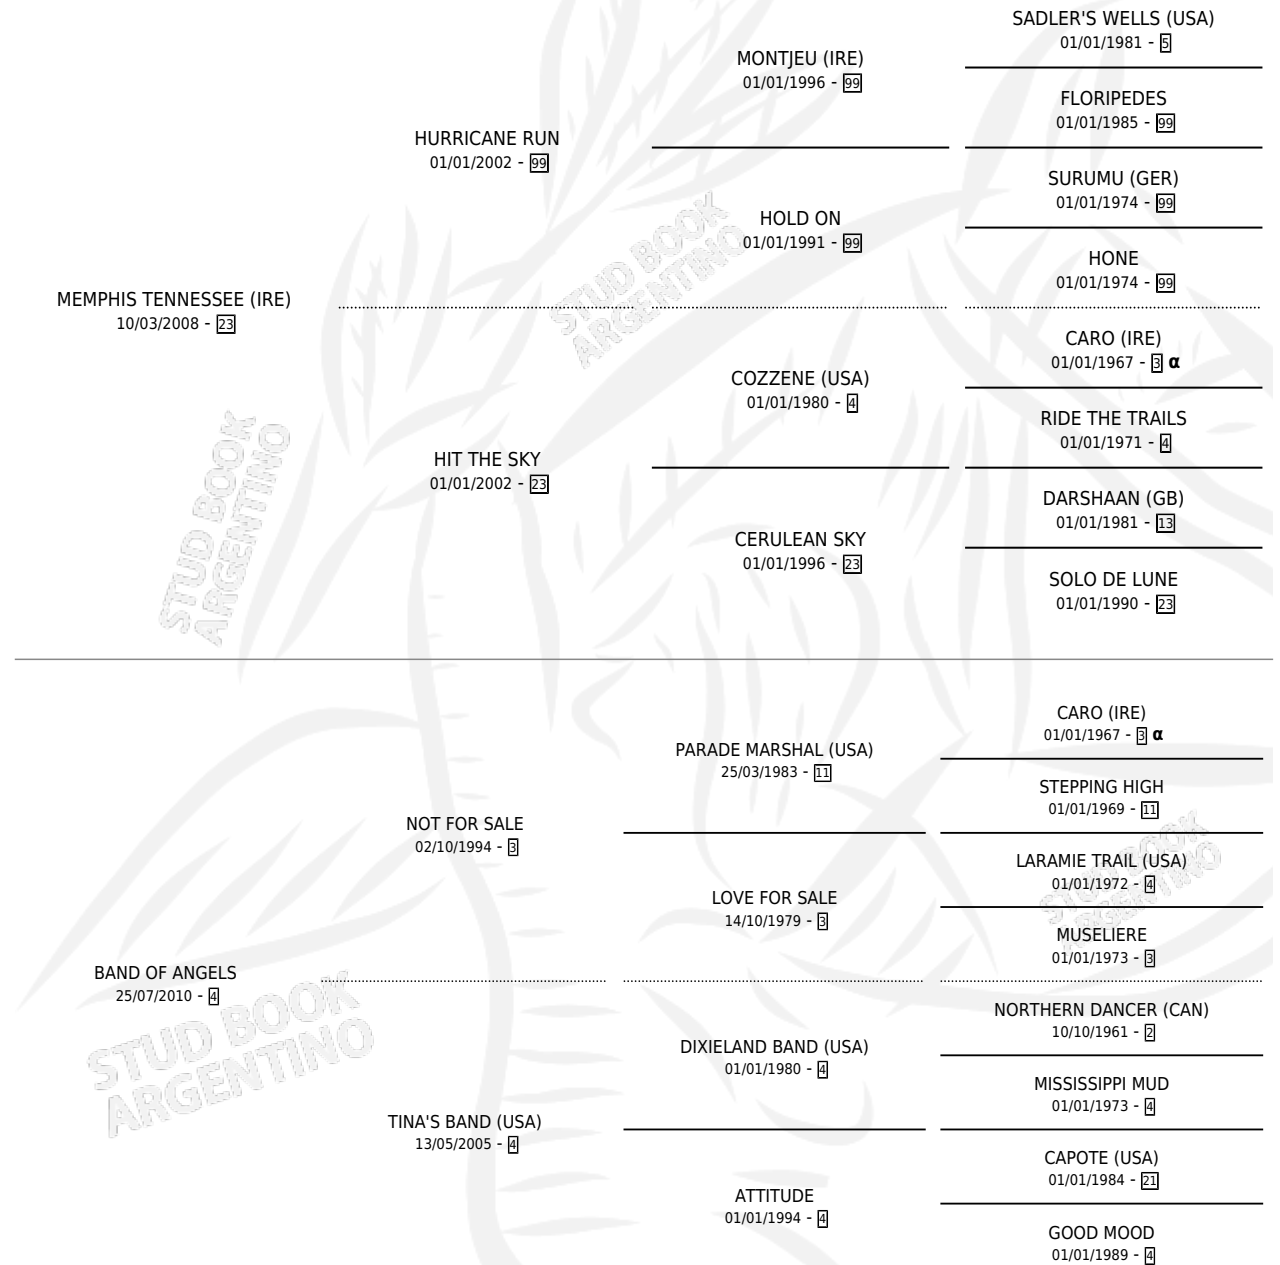 SADLER'S WELLS (USA)
01/01/1981 - 5
MONTJEU (IRE)
01/01/1996 - 99
FLORIPEDES
01/01/1985 - 99
HURRICANE RUN
01/01/2002 - 99
SURUMU (GER)
01/01/1974 - 99
HOLD ON
01/01/1991 - 99
HONE
01/01/1974 - 99
MEMPHIS TENNESSEE (IRE)
10/03/2008 - 23
CARO (IRE)
01/01/1967 - 3 α
COZZENE (USA)
01/01/1980 - 4
RIDE THE TRAILS
01/01/1971 - 4
HIT THE SKY
01/01/2002 - 23
DARSHAAN (GB)
01/01/1981 - 13
CERULEAN SKY
01/01/1996 - 23
SOLO DE LUNE
01/01/1990 - 23
CARO (IRE)
01/01/1967 - 3 α
PARADE MARSHAL (USA)
25/03/1983 - 11
STEPPING HIGH
01/01/1969 - 11
NOT FOR SALE
02/10/1994 - 3
LARAMIE TRAIL (USA)
01/01/1972 - 4
LOVE FOR SALE
14/10/1979 - 3
MUSELIERE
01/01/1973 - 3
BAND OF ANGELS
25/07/2010 - 4
NORTHERN DANCER (CAN)
10/10/1961 - 2
DIXIELAND BAND (USA)
01/01/1980 - 4
MISSISSIPPI MUD
01/01/1973 - 4
TINA'S BAND (USA)
13/05/2005 - 4
CAPOTE (USA)
01/01/1984 - 21
ATTITUDE
01/01/1994 - 4
GOOD MOOD
01/01/1989 - 4
STUD BOOK
ARGENTINO
STUD BOOK
ARGENTINO
STUD BOOK
ARGENTINO
STUD BOOK
ARGENTINO